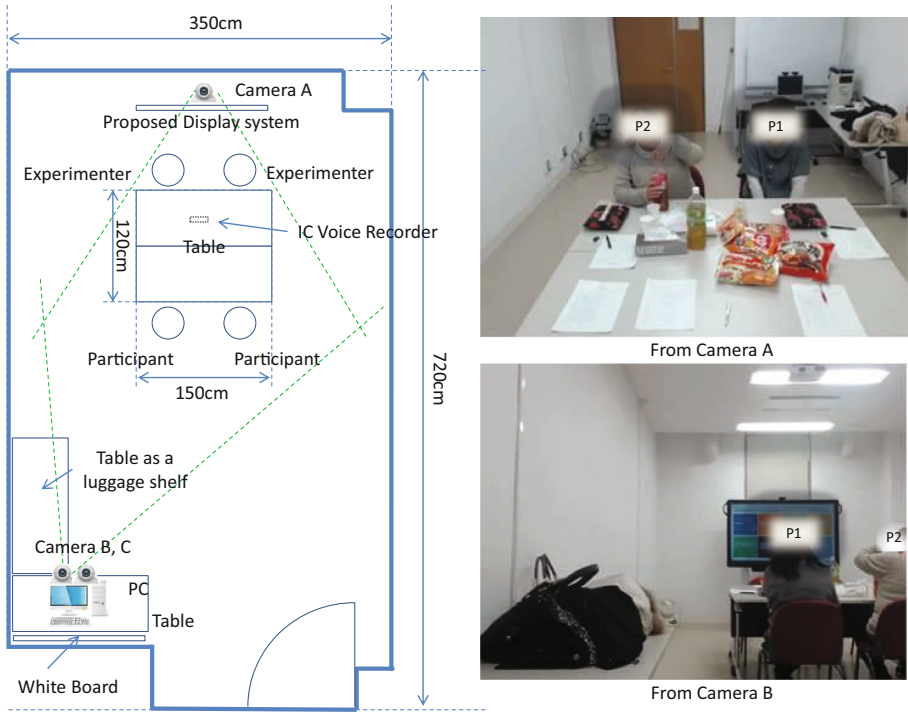 350cm
Camera A
Proposed Display system
Experimenter
Experimenter
120cm
IC Voice Recorder
Table
Participant
Participant
150cm
720cm
Table as a
luggage shelf
Camera B, C
PC
Table
White Board
P2
P1
From Camera A
P1
P2
From Camera B